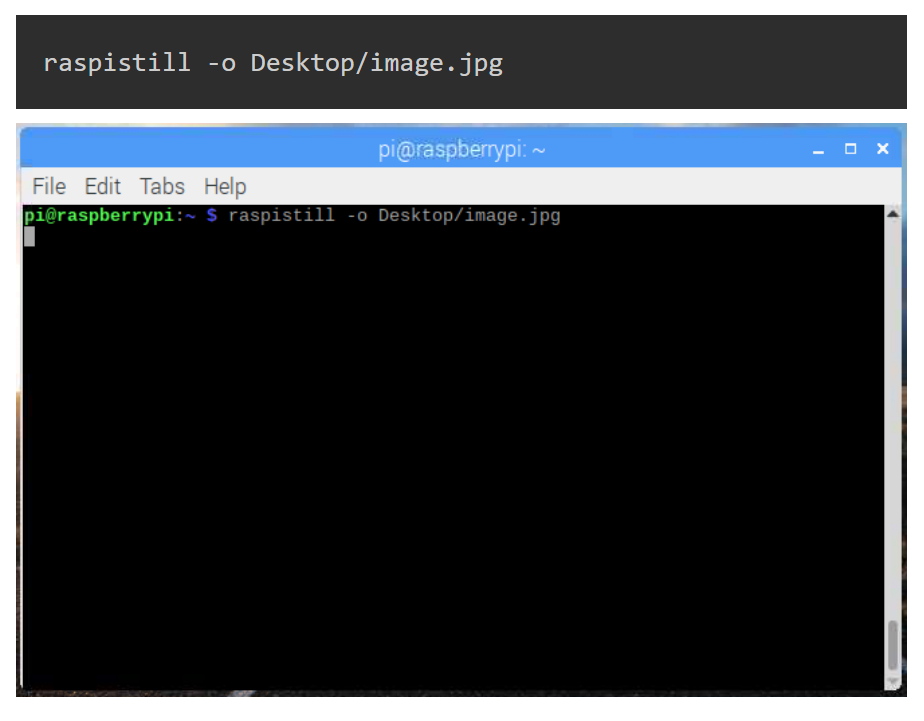 raspistill -o Desktop/image.jpg
pi@raspberrypi: ~
File Edit Tabs Help
pi@raspberrypi:~ $ raspistill -o Desktop/image.jpg